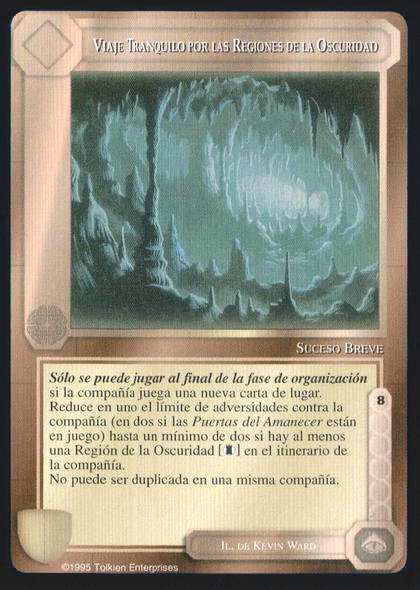 Viaje Tranquilo por las Regiones de la Oscuridad
Suceso Breve
Sólo se puede jugar al final de la fase de organización
si la compañía juega una nueva carta de lugar.
Reduce en uno el límite de adversidades contra la
compañía (en dos si las Puertas del Amanecer están
en juego) hasta un mínimo de dos si hay al menos
una Región de la Oscuridad [ ] en el itinerario de
la compañía.
No puede ser duplicada en una misma compañía.
8
Il. de Kevin Ward
©1995 Tolkien Enterprises